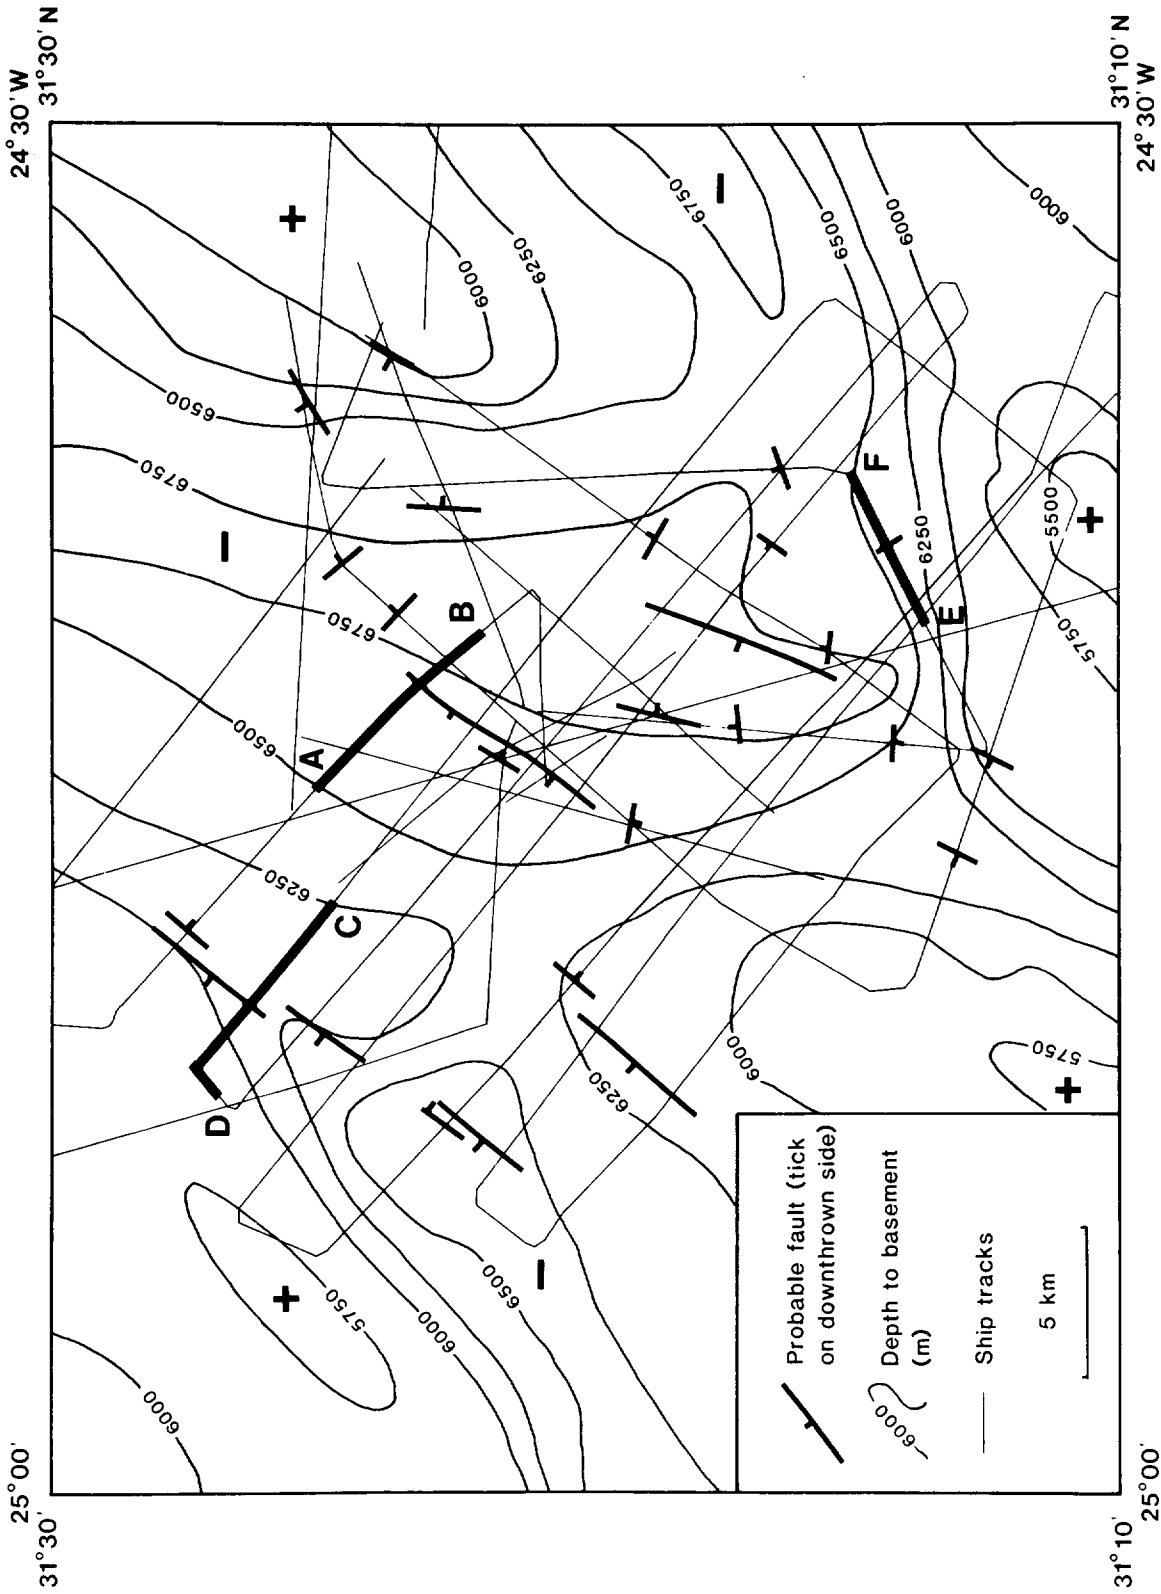 25°00'
31°30'
24°30' W
31°30' N
31°10'
25°00'
31°10' N
24°30' W
6000
5750
6000
6500
6250
6500
6750
6750
6500
6000
6250
6750
6500
6000
6000
6250
5500
5750
6250
6000
5750
A
B
C
D
E
F
+
+
+
+
−
−
−
Probable fault (tick
on downthrown side)
6000
Depth to basement
(m)
Ship tracks
5 km